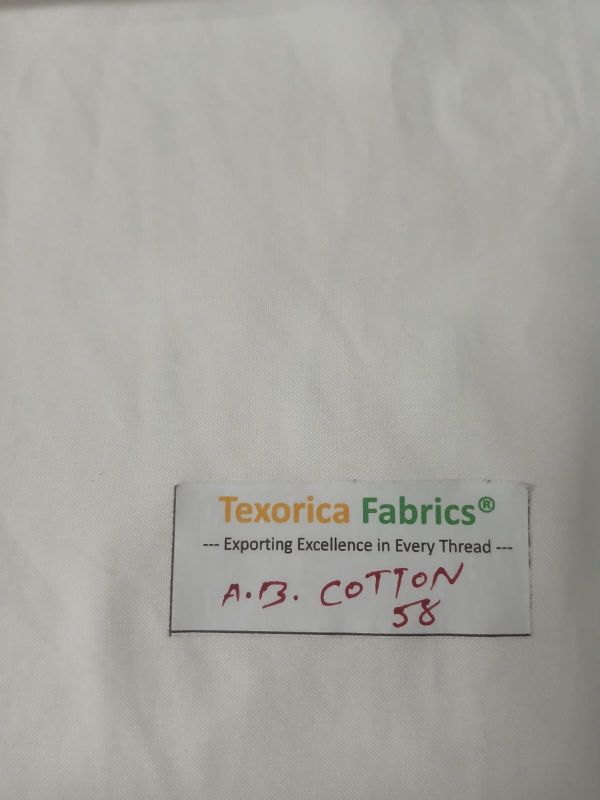 Texorica Fabrics®
--- Exporting Excellence in Every Thread ---
A.B. COTTON
58